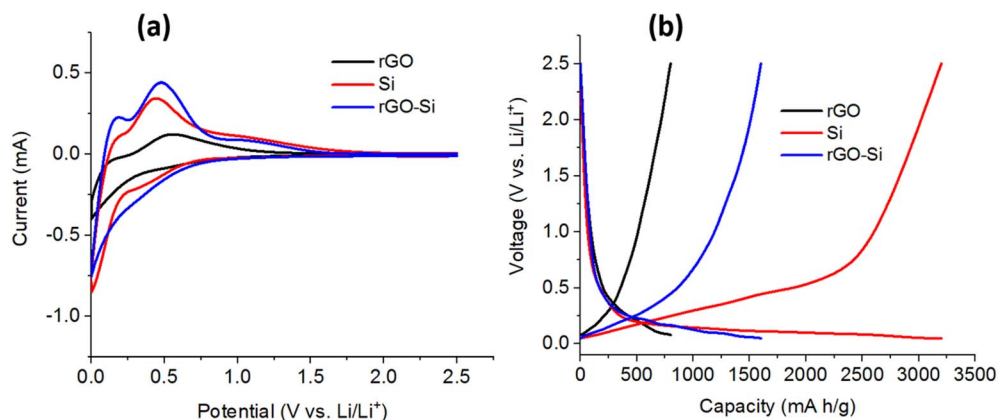 (a)
rGO
Si
rGO-Si
0.5
0.0
-0.5
-1.0
Current (mA)
0.0 0.5 1.0 1.5 2.0 2.5
Potential (V vs. Li/Li⁺)
(b)
rGO
Si
rGO-Si
2.5
2.0
1.5
1.0
0.5
0.0
Voltage (V vs. Li/Li⁺)
0 500 1000 1500 2000 2500 3000 3500
Capacity (mA h/g)